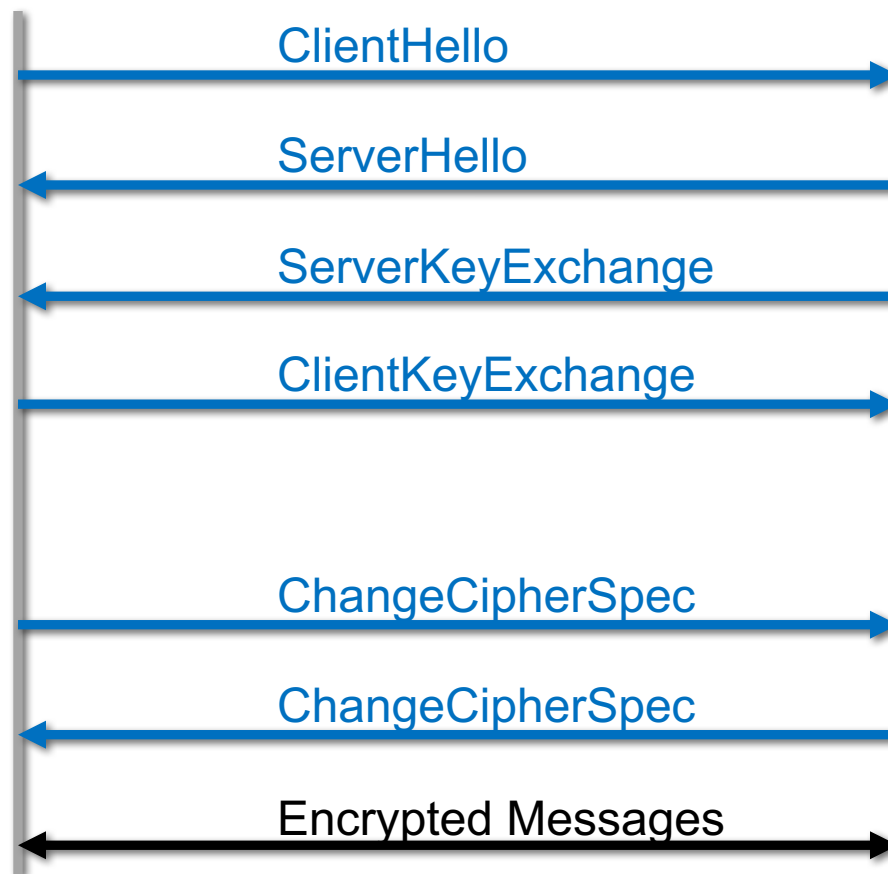 ClientHello
ServerHello
ServerKeyExchange
ClientKeyExchange
ChangeCipherSpec
ChangeCipherSpec
Encrypted Messages